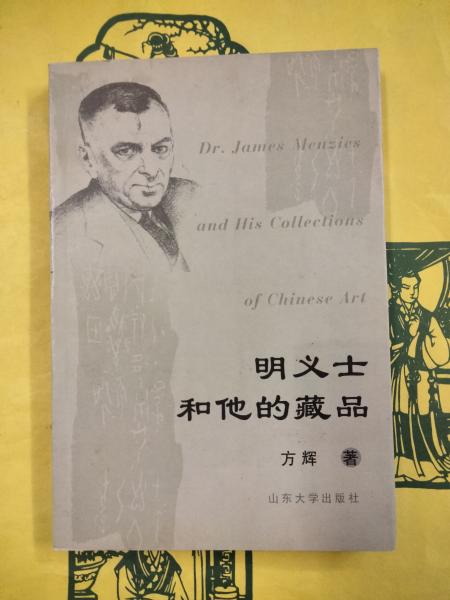 Dr. James Menzies
and His Collections
of Chinese Art
明义士
和他的藏品
方辉 著
山东大学出版社